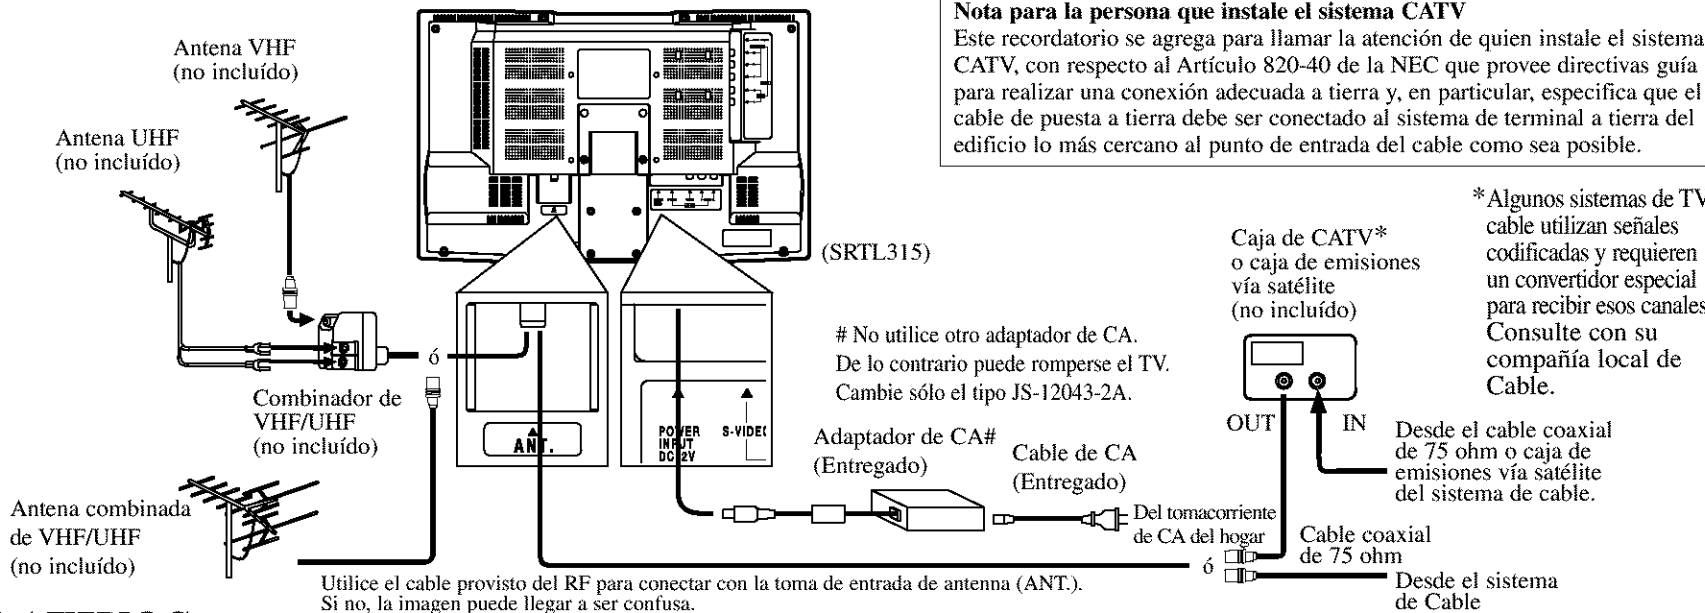 Nota para la persona que instale el sistema CATV
Este recordatorio se agrega para llamar la atención de quien instale el sistema
CATV, con respecto al Artículo 820-40 de la NEC que provee directivas guía
para realizar una conexión adecuada a tierra y, en particular, especifica que el
cable de puesta a tierra debe ser conectado al sistema de terminal a tierra del
edificio lo más cercano al punto de entrada del cable como sea posible.
Antena VHF
(no incluído)
Antena UHF
(no incluído)
(SRTL315)
*Algunos sistemas de TV
cable utilizan señales
codificadas y requieren
un convertidor especial
para recibir esos canales
Consulte con su
compañía local de
Cable.
Caja de CATV*
o caja de emisiones
vía satélite
(no incluído)
# No utilice otro adaptador de CA.
De lo contrario puede romperse el TV.
Cambie sólo el tipo JS-12043-2A.
ó
Combinador de
VHF/UHF
(no incluído)
ANT.
POWER
INPUT
DC12V
S-VIDEO
Adaptador de CA#
(Entregado)
Cable de CA
(Entregado)
OUT
IN
Desde el cable coaxial
de 75 ohm o caja de
emisiones vía satélite
del sistema de cable.
Antena combinada
de VHF/UHF
(no incluído)
Del tomacorriente
de CA del hogar
ó
Cable coaxial
de 75 ohm
Desde el sistema
de Cable
Utilice el cable provisto del RF para conectar con la toma de entrada de antenna (ANT.).
Si no, la imagen puede llegar a ser confusa.